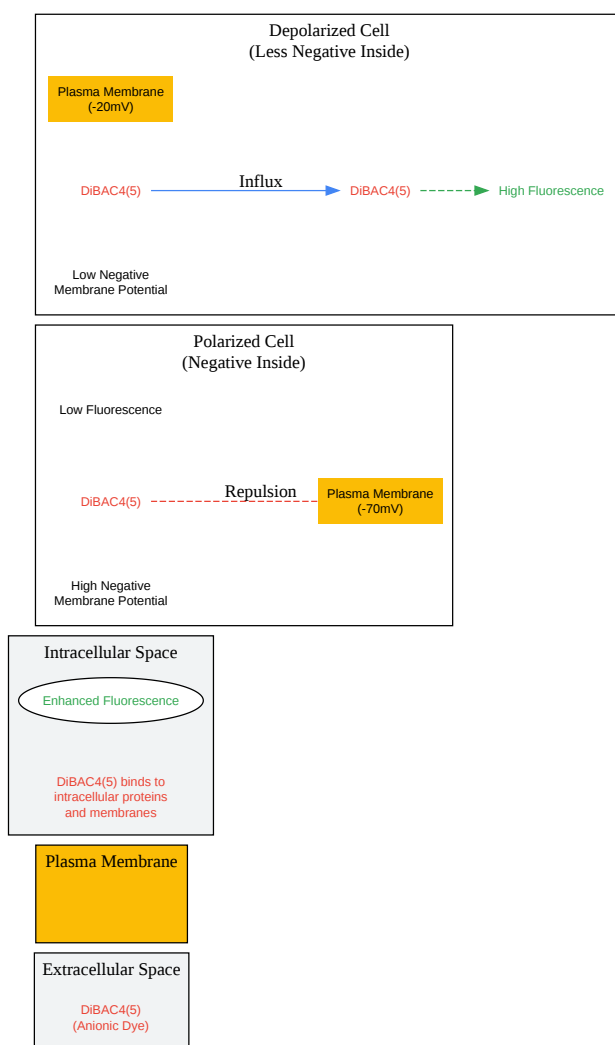 Depolarized Cell
(Less Negative Inside)
Plasma Membrane
(-20mV)
Influx
DiBAC4(5)
DiBAC4(5)
High Fluorescence
Low Negative
Membrane Potential
Polarized Cell
(Negative Inside)
Low Fluorescence
Repulsion
DiBAC4(5)
Plasma Membrane
(-70mV)
High Negative
Membrane Potential
Intracellular Space
Enhanced Fluorescence
DiBAC4(5) binds to
intracellular proteins
and membranes
Plasma Membrane
Extracellular Space
DiBAC4(5)
(Anionic Dye)